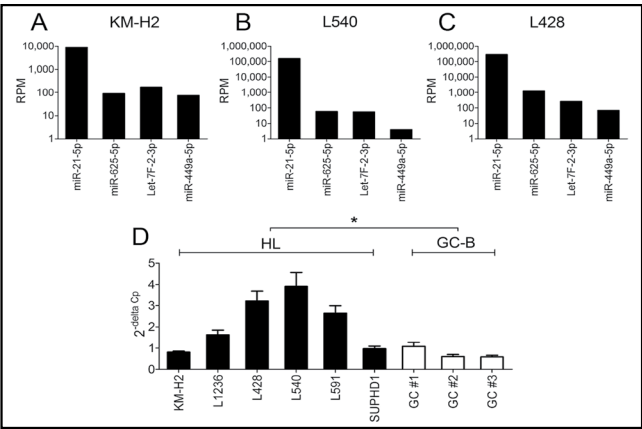 A
KM-H2
RPM
10,000
1,000
100
10
1
miR-21-5p
miR-625-5p
Let-7F-2-3p
miR-449a-5p
B
L540
RPM
1,000,000
100,000
10,000
1,000
100
10
1
miR-21-5p
miR-625-5p
Let-7F-2-3p
miR-449a-5p
C
L428
RPM
1,000,000
100,000
10,000
1,000
100
10
1
miR-21-5p
miR-625-5p
Let-7F-2-3p
miR-449a-5p
D
*
HL
GC-B
2-delta Cp
5
4
3
2
1
0
KM-H2
L1236
L428
L540
L591
SUPHD1
GC #1
GC #2
GC #3